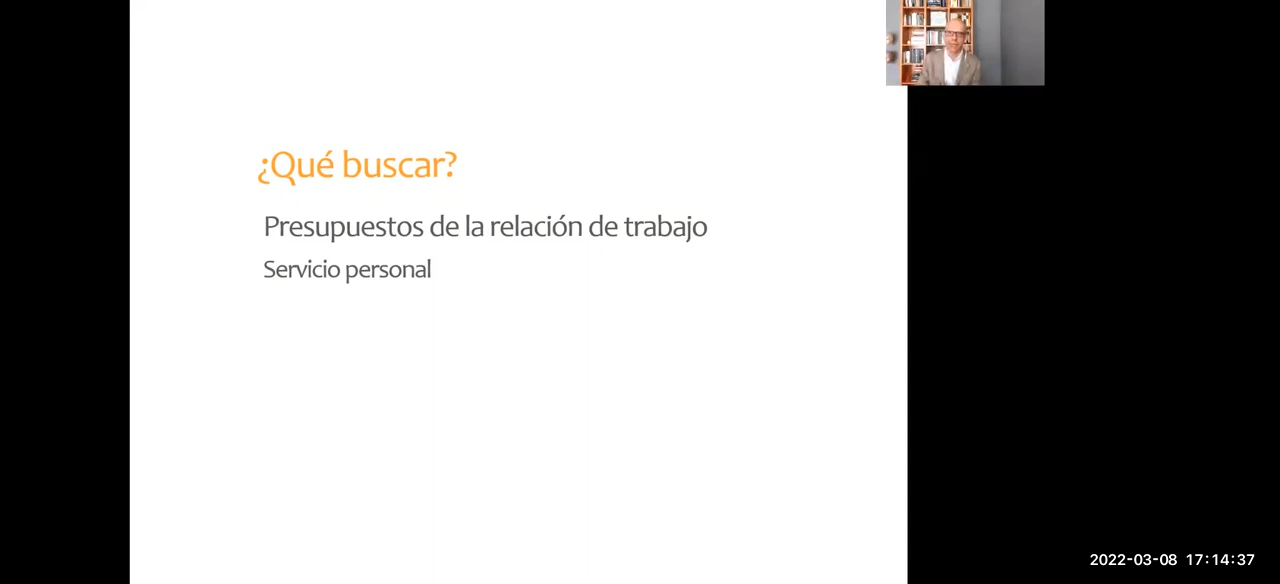 ¿Qué buscar?
Presupuestos de la relación de trabajo
Servicio personal
2022-03-08 17:14:37